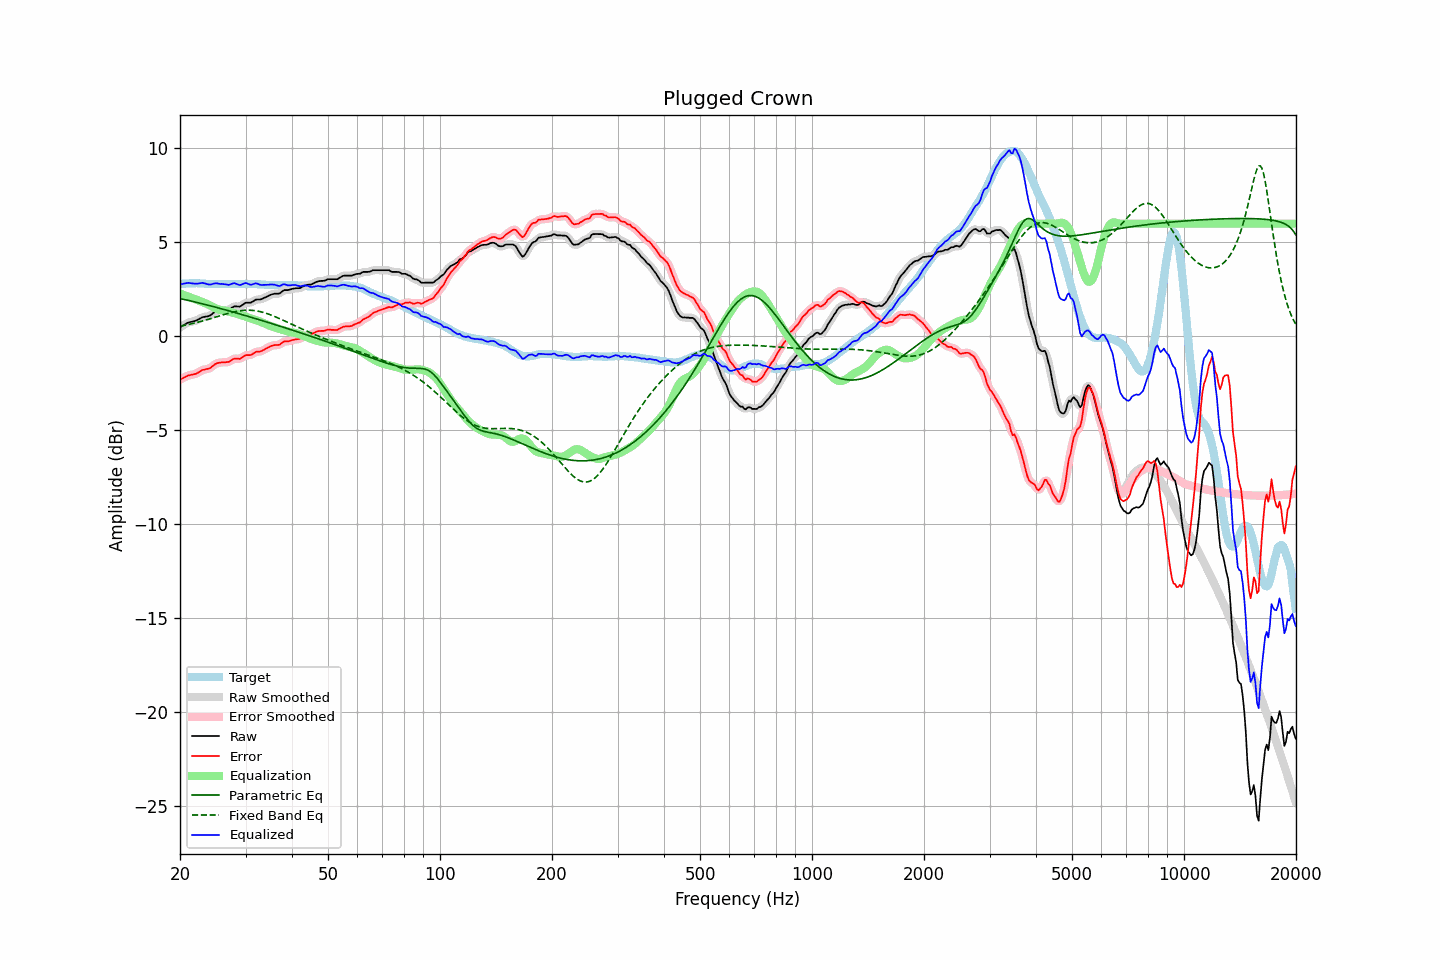 Plugged Crown
Amplitude (dBr)
10
5
0
−5
−10
−15
−20
−25
Target
Raw Smoothed
Error Smoothed
Raw
Error
Equalization
Parametric Eq
Fixed Band Eq
Equalized
20 50 100 200 500 1000 2000 5000 10000 20000
Frequency (Hz)